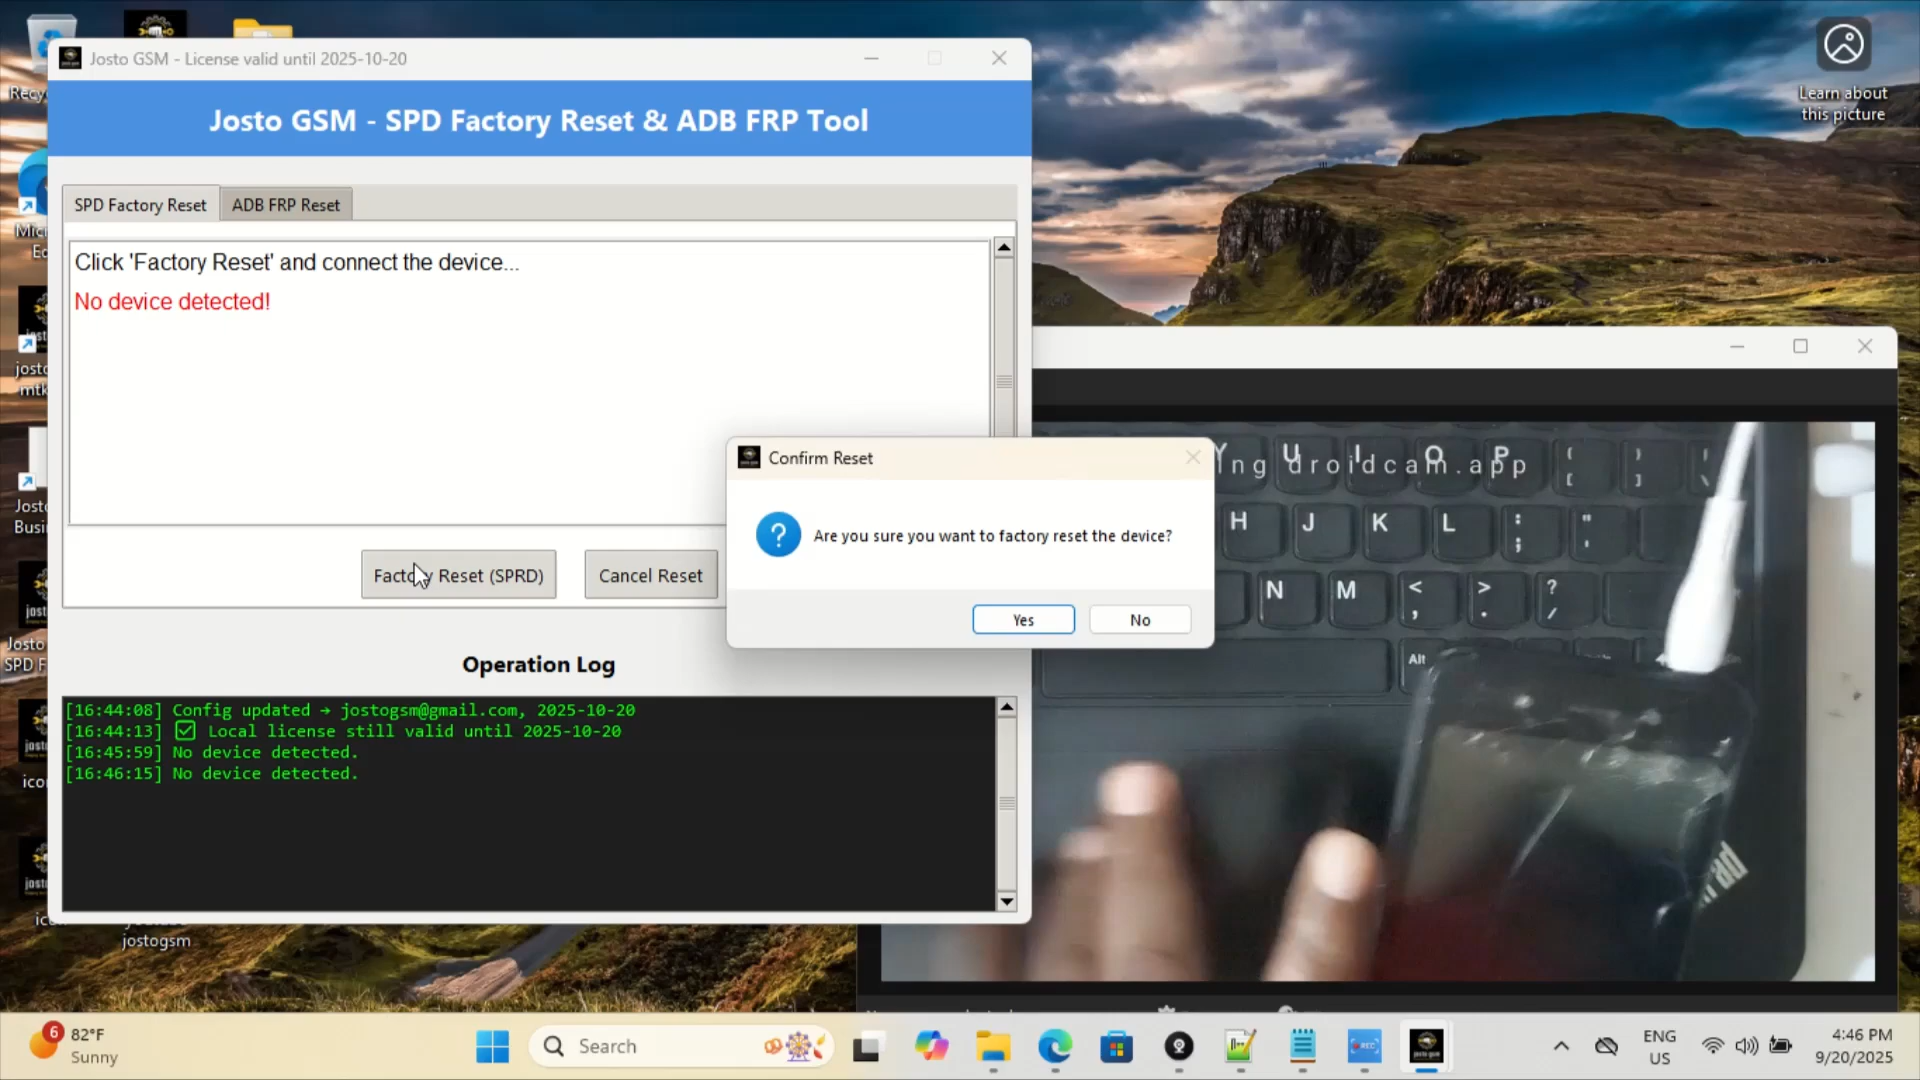 Josto GSM - License valid until 2025-10-20
Josto GSM - SPD Factory Reset & ADB FRP Tool
SPD Factory Reset
ADB FRP Reset
Click 'Factory Reset' and connect the device...
No device detected!
Factory Reset (SPRD)
Cancel Reset
Confirm Reset
Are you sure you want to factory reset the device?
Yes
No
Operation Log
[16:44:08] Config updated → jostogsm@gmail.com, 2025-10-20
[16:44:13] ☑ Local license still valid until 2025-10-20
[16:45:59] No device detected.
[16:46:15] No device detected.
Learn about
this picture
droidcam.app
U I O P [ ]
H J K L ; : ' "
N M < , > . ? /
Alt
jostogsm
6
82°F
Sunny
Search
REC
ENG
US
4:46 PM
9/20/2025